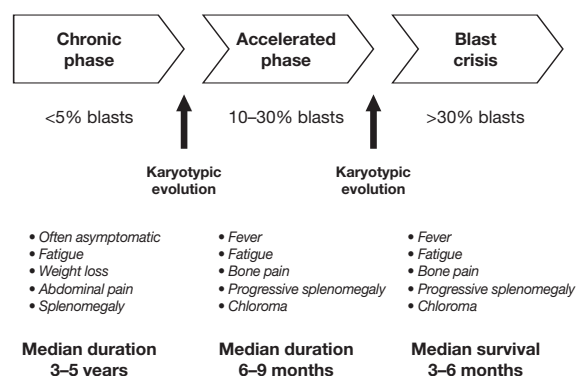 Chronic
phase
Accelerated
phase
Blast
crisis
<5% blasts
10–30% blasts
>30% blasts
Karyotypic
evolution
Karyotypic
evolution
• Often asymptomatic
• Fatigue
• Weight loss
• Abdominal pain
• Splenomegaly
• Fever
• Fatigue
• Bone pain
• Progressive splenomegaly
• Chloroma
• Fever
• Fatigue
• Bone pain
• Progressive splenomegaly
• Chloroma
Median duration
3–5 years
Median duration
6–9 months
Median survival
3–6 months